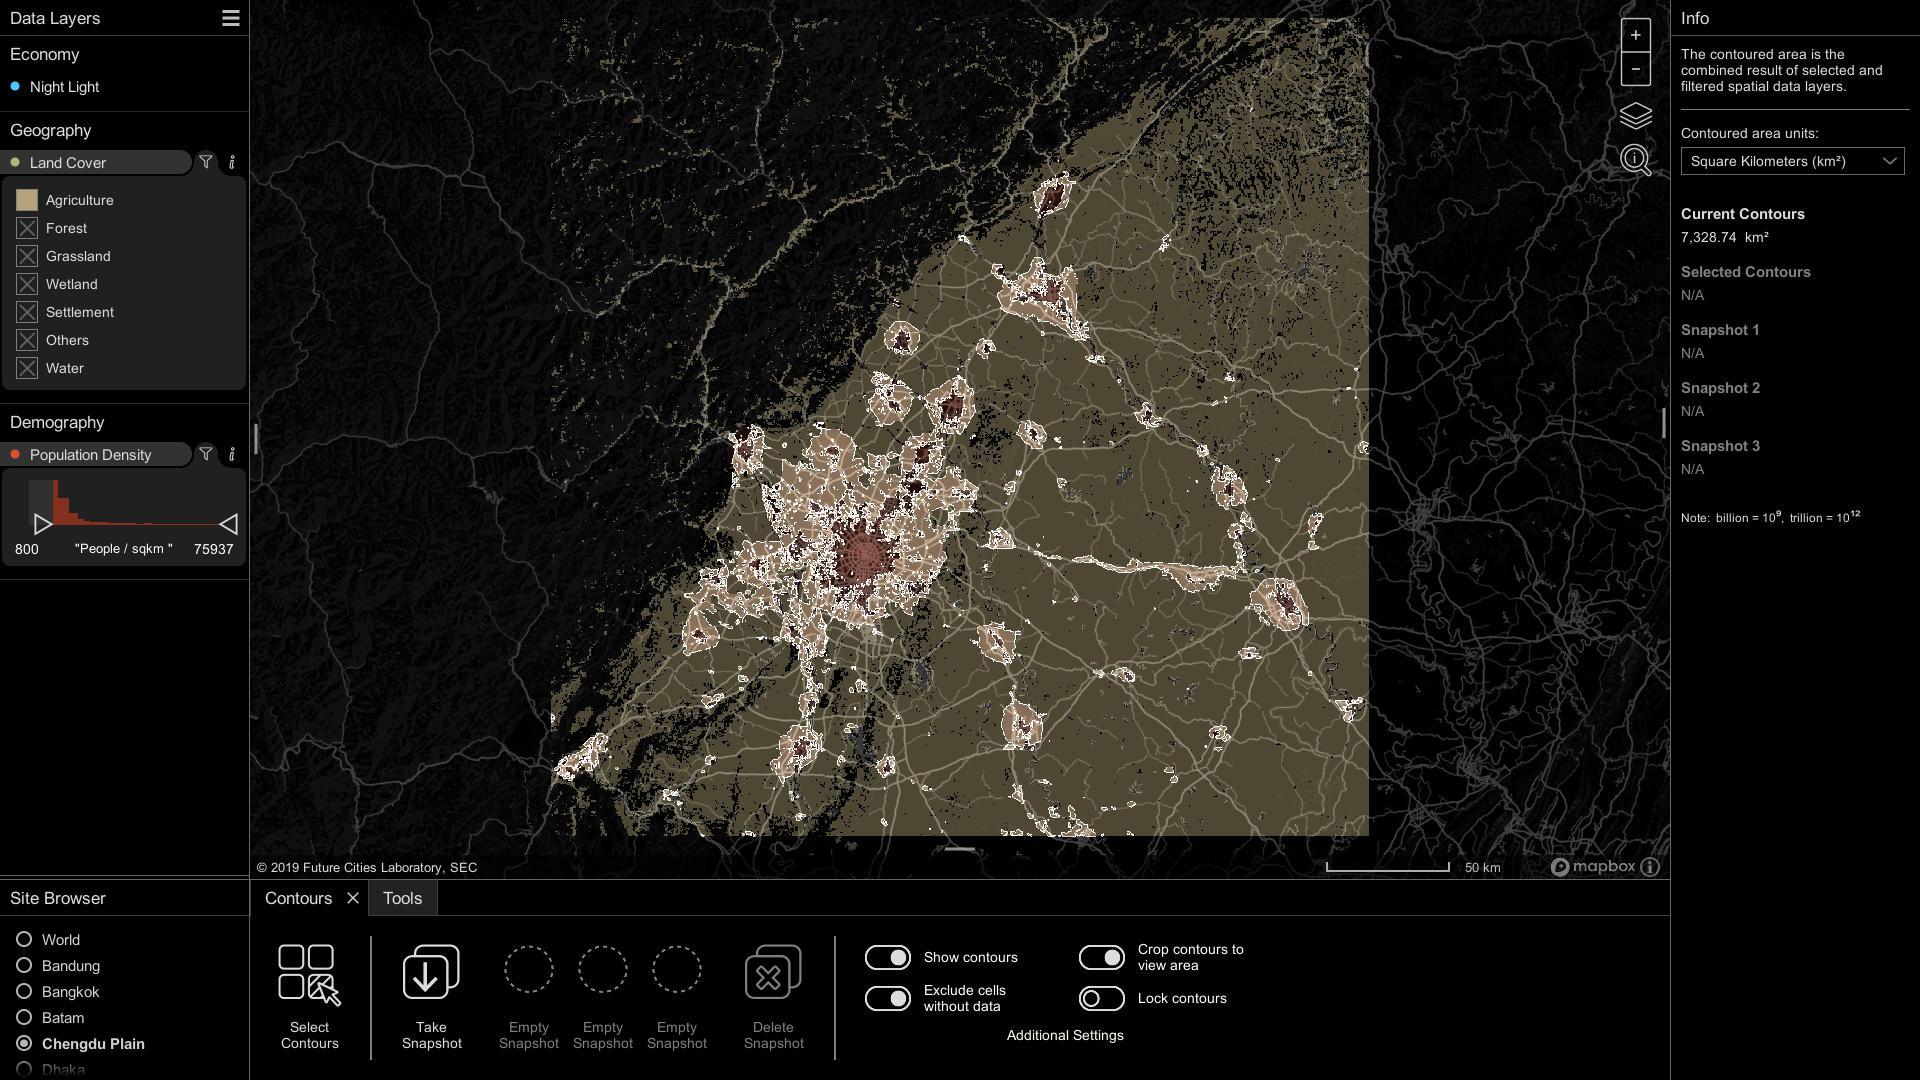 Data Layers
Economy
Night Light
Geography
Land Cover
i
Agriculture
Forest
Grassland
Wetland
Settlement
Others
Water
Demography
Population Density
i
800 "People / sqkm " 75937
Site Browser
World
Bandung
Bangkok
Batam
Chengdu Plain
Dhaka
+
−
© 2019 Future Cities Laboratory, SEC
50 km
mapbox
Contours
Tools
Select
Contours
Take
Snapshot
Empty
Snapshot
Empty
Snapshot
Empty
Snapshot
Delete
Snapshot
Show contours
Exclude cells
without data
Crop contours to
view area
Lock contours
Additional Settings
Info
The contoured area is the
combined result of selected and
filtered spatial data layers.
Contoured area units:
Square Kilometers (km²)
Current Contours
7,328.74 km²
Selected Contours
N/A
Snapshot 1
N/A
Snapshot 2
N/A
Snapshot 3
N/A
Note: billion = 10⁹, trillion = 10¹²